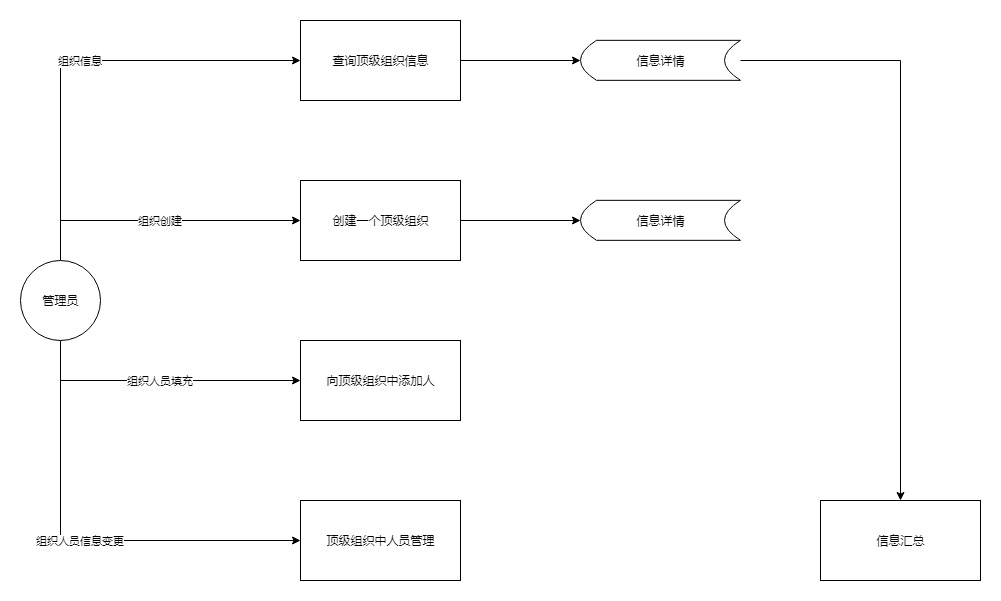 组织信息
查询顶级组织信息
信息详情
组织创建
创建一个顶级组织
信息详情
管理员
组织人员填充
向顶级组织中添加人
组织人员信息变更
顶级组织中人员管理
信息汇总